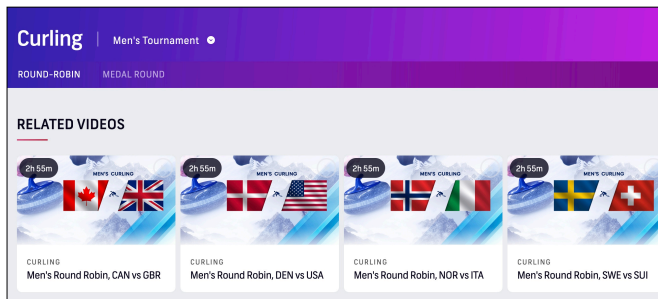 Curling | Men's Tournament
ROUND-ROBIN MEDAL ROUND
RELATED VIDEOS
2h 55m 2h 55m 2h 55m 2h 55m
MEN'S CURLING MEN'S CURLING MEN'S CURLING MEN'S CURLING
CURLING CURLING CURLING CURLING
Men's Round Robin, CAN vs GBR Men's Round Robin, DEN vs USA Men's Round Robin, NOR vs ITA Men's Round Robin, SWE vs SUI